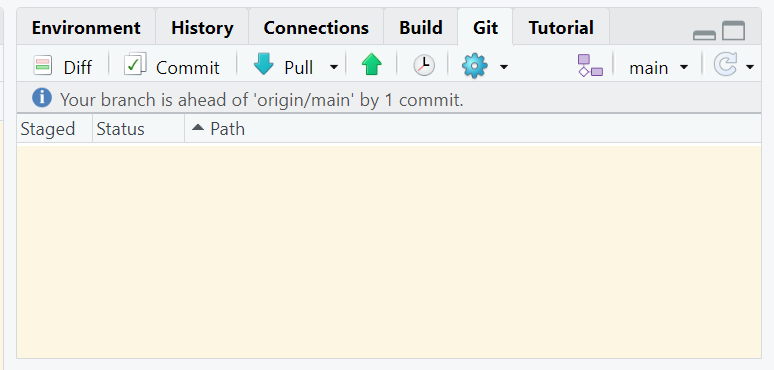 Environment History Connections Build Git Tutorial
Diff Commit Pull main
Your branch is ahead of 'origin/main' by 1 commit.
Staged Status Path